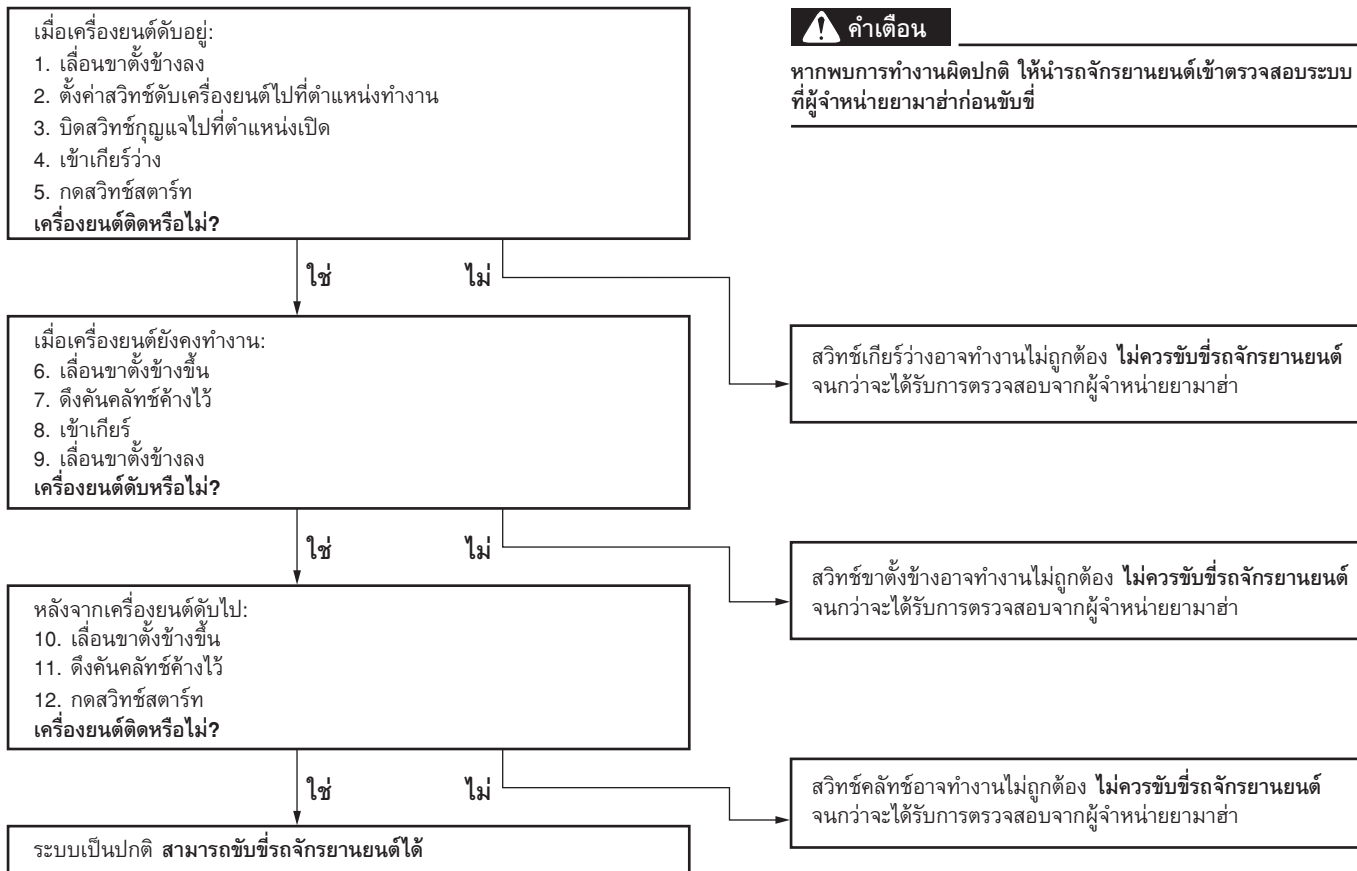 เมื่อเครื่องยนต์ดับอยู่:
1. เลื่อนขาตั้งข้างลง
2. ตั้งค่าสวิทช์ดับเครื่องยนต์ไปที่ตำแหน่งทำงาน
3. บิดสวิทช์กุญแจไปที่ตำแหน่งเปิด
4. เข้าเกียร์ว่าง
5. กดสวิทช์สตาร์ท
เครื่องยนต์ติดหรือไม่?
คำเตือน
หากพบการทำงานผิดปกติ ให้นำรถจักรยานยนต์เข้าตรวจสอบระบบ
ที่ผู้จำหน่ายยามาฮ่าก่อนขับขี่
ใช่
ไม่
เมื่อเครื่องยนต์ยังคงทำงาน:
6. เลื่อนขาตั้งข้างขึ้น
7. ดึงคันคลัทช์ค้างไว้
8. เข้าเกียร์
9. เลื่อนขาตั้งข้างลง
เครื่องยนต์ดับหรือไม่?
สวิทช์เกียร์ว่างอาจทำงานไม่ถูกต้อง ไม่ควรขับขี่รถจักรยานยนต์
จนกว่าจะได้รับการตรวจสอบจากผู้จำหน่ายยามาฮ่า
ใช่
ไม่
หลังจากเครื่องยนต์ดับไป:
10. เลื่อนขาตั้งข้างขึ้น
11. ดึงคันคลัทช์ค้างไว้
12. กดสวิทช์สตาร์ท
เครื่องยนต์ติดหรือไม่?
สวิทช์ขาตั้งข้างอาจทำงานไม่ถูกต้อง ไม่ควรขับขี่รถจักรยานยนต์
จนกว่าจะได้รับการตรวจสอบจากผู้จำหน่ายยามาฮ่า
ใช่
ไม่
ระบบเป็นปกติ สามารถขับขี่รถจักรยานยนต์ได้
สวิทช์คลัทช์อาจทำงานไม่ถูกต้อง ไม่ควรขับขี่รถจักรยานยนต์
จนกว่าจะได้รับการตรวจสอบจากผู้จำหน่ายยามาฮ่า